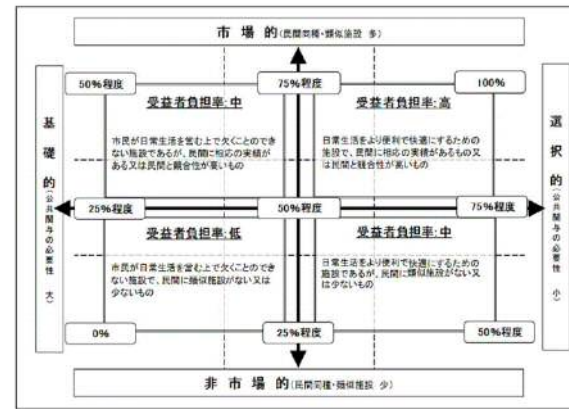 市場的(民間同種・類似施設 多)
50%程度
75%程度
100%
基礎的(公共関与の必要性 大)
選択的(公共関与の必要性 小)
受益者負担率:中
市民が日常生活を営む上で欠くことのでき
ない施設であるが、民間に相応の実績が
ある又は民間と競合性が高いもの
受益者負担率:高
日常生活をより便利で快適にするための
施設で、民間に相応の実績があるもの又
は民間と競合性が高いもの
25%程度
50%程度
75%程度
受益者負担率:低
市民が日常生活を営む上で欠くことのでき
ない施設で、民間に類似施設がない又は
少ないもの
受益者負担率:中
日常生活をより便利で快適にするための
施設であるが、民間に類似施設がない又
は少ないもの
0%
25%程度
50%程度
非市場的(民間同種・類似施設 少)